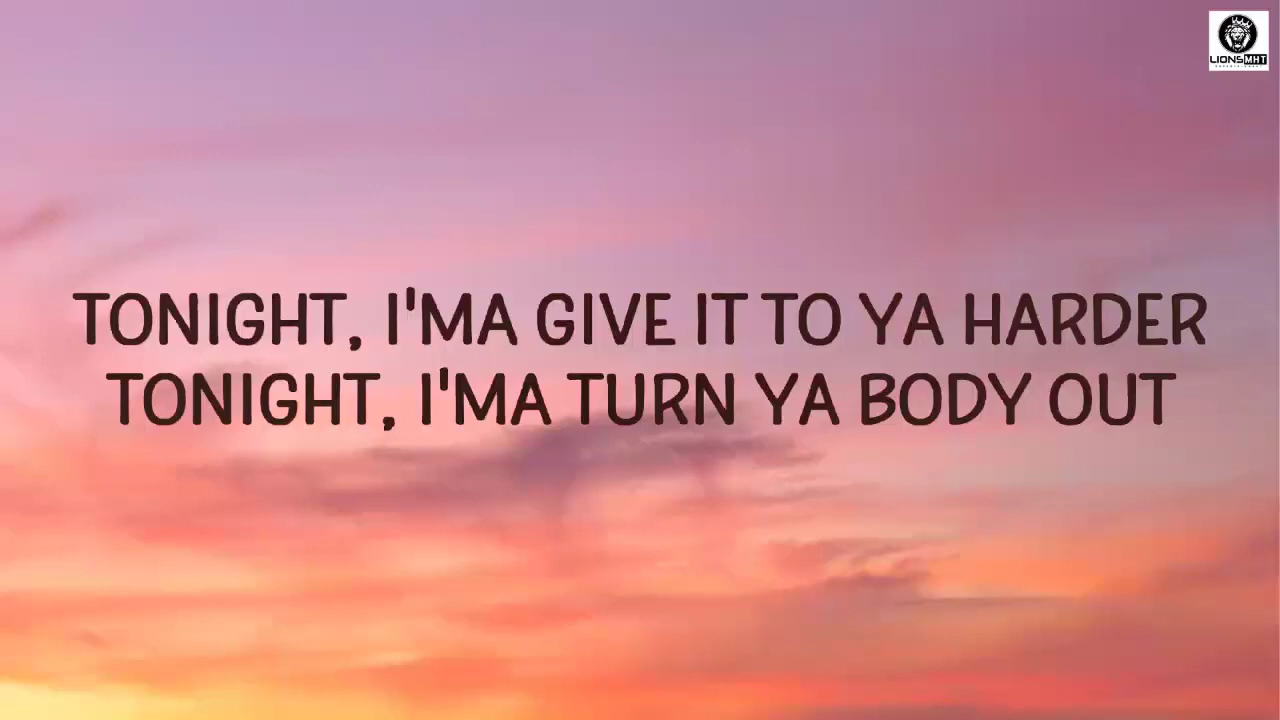 LIONSMHT
TONIGHT, I'MA GIVE IT TO YA HARDER
TONIGHT, I'MA TURN YA BODY OUT